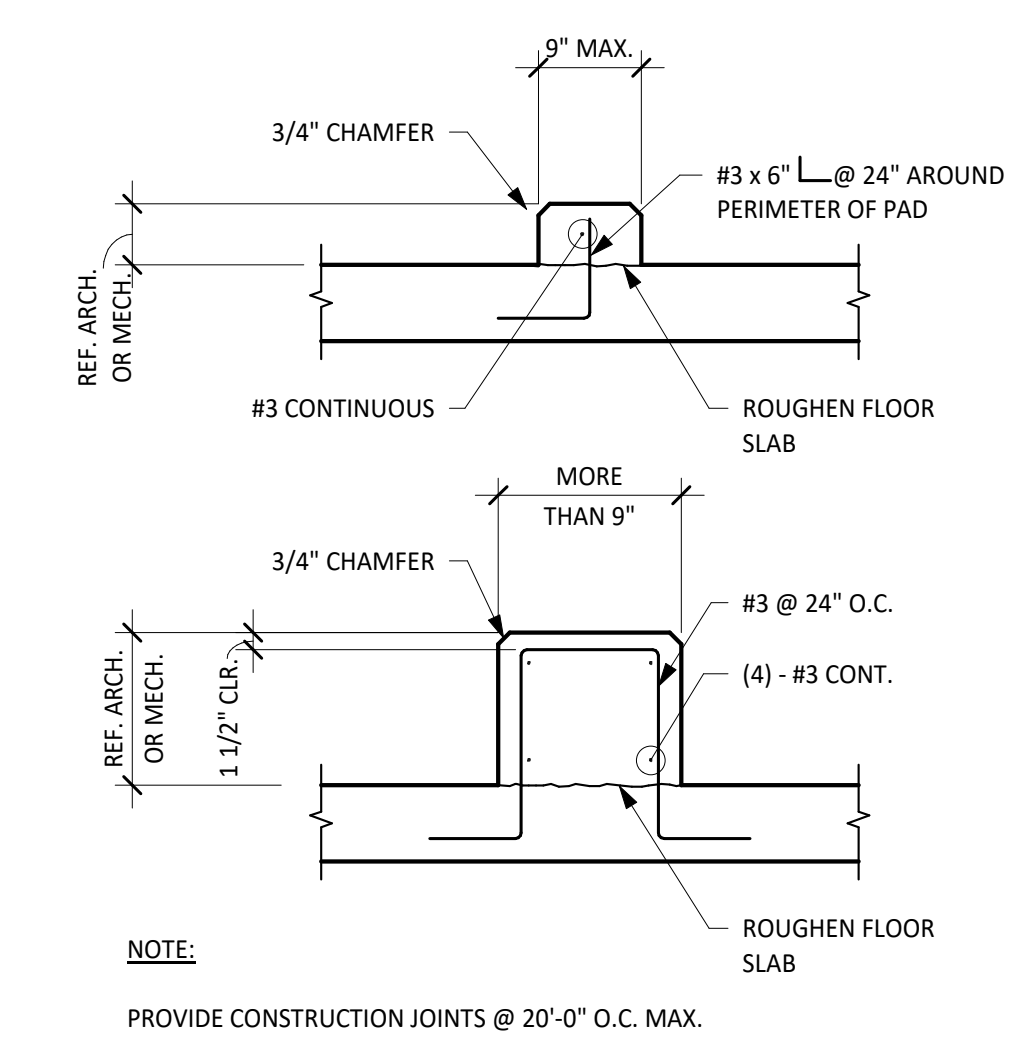 9" MAX.
3/4" CHAMFER
#3 x 6" @ 24" AROUND
PERIMETER OF PAD
REF. ARCH.
OR MECH.
#3 CONTINUOUS
ROUGHEN FLOOR
SLAB
MORE
THAN 9"
3/4" CHAMFER
#3 @ 24" O.C.
(4) - #3 CONT.
REF. ARCH.
OR MECH.
1 1/2" CLR.
ROUGHEN FLOOR
SLAB
NOTE:
PROVIDE CONSTRUCTION JOINTS @ 20'-0" O.C. MAX.